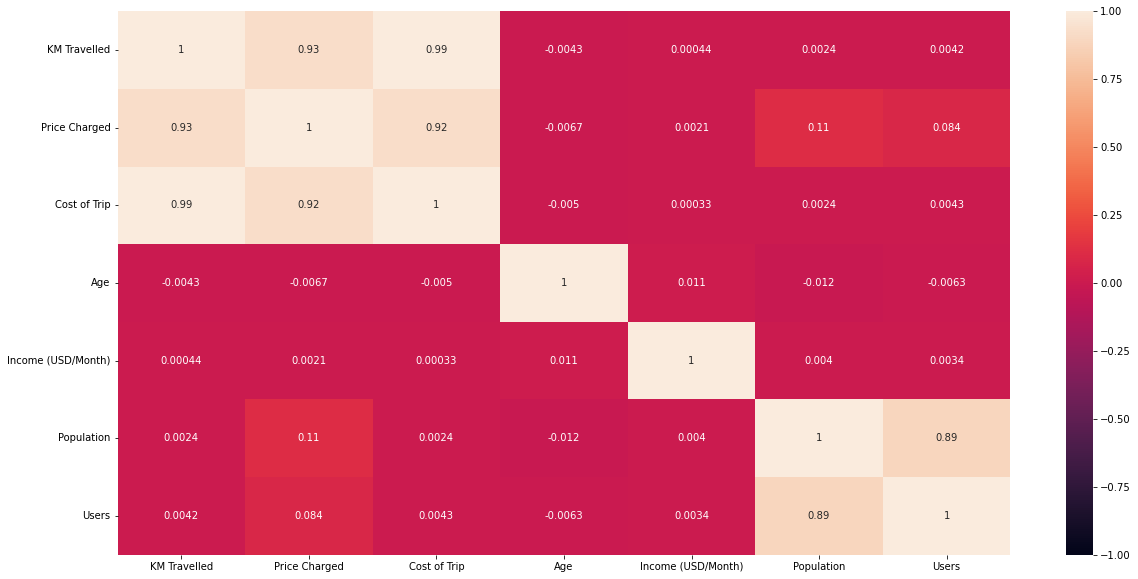 KM Travelled 1 0.93 0.99 -0.0043 0.00044 0.0024 0.0042
Price Charged 0.93 1 0.92 -0.0067 0.0021 0.11 0.084
Cost of Trip 0.99 0.92 1 -0.005 0.00033 0.0024 0.0043
Age -0.0043 -0.0067 -0.005 1 0.011 -0.012 -0.0063
Income (USD/Month) 0.00044 0.0021 0.00033 0.011 1 0.004 0.0034
Population 0.0024 0.11 0.0024 -0.012 0.004 1 0.89
Users 0.0042 0.084 0.0043 -0.0063 0.0034 0.89 1
KM Travelled Price Charged Cost of Trip Age Income (USD/Month) Population Users
1.00
0.75
0.50
0.25
0.00
−0.25
−0.50
−0.75
−1.00